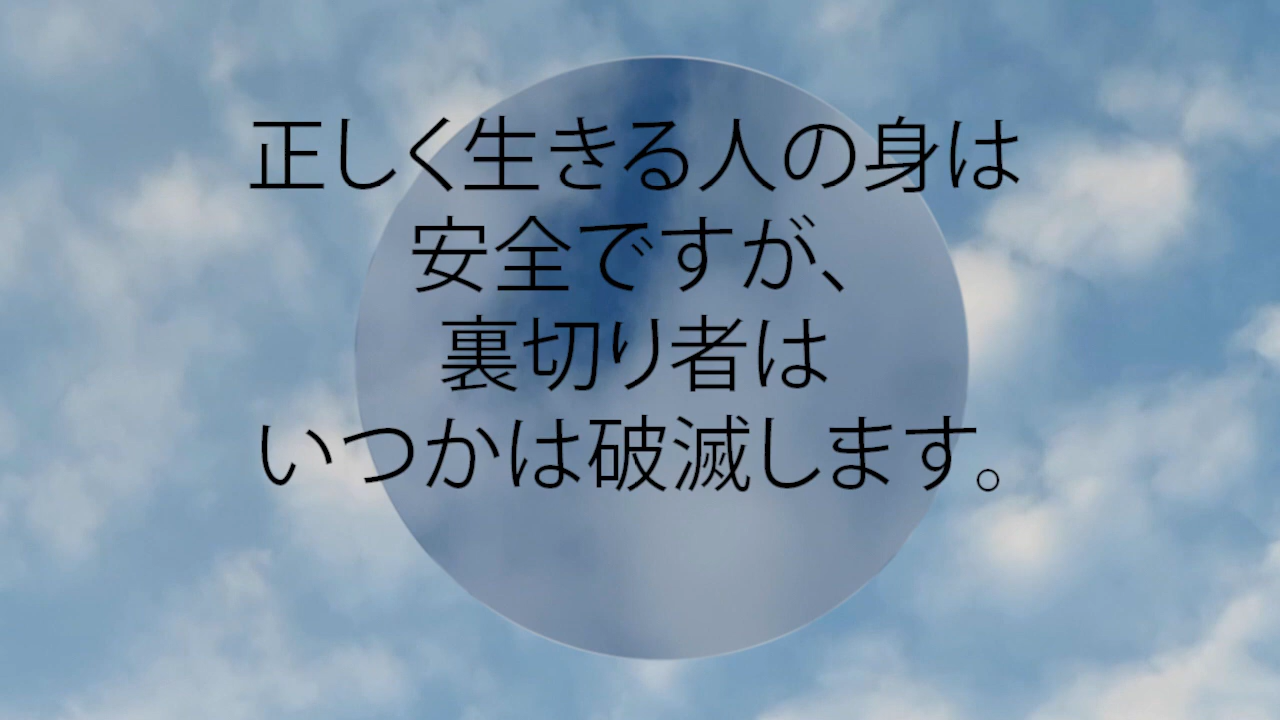 正しく生きる人の身は
安全ですが、
裏切り者は
いつかは破滅します。